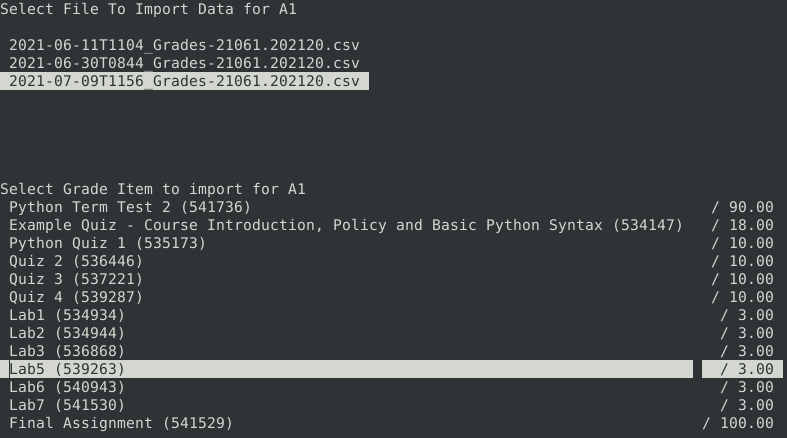 Select File To Import Data for A1
2021-06-11T1104_Grades-21061.202120.csv
2021-06-30T0844_Grades-21061.202120.csv
2021-07-09T1156_Grades-21061.202120.csv
Select Grade Item to import for A1
Python Term Test 2 (541736) / 90.00
Example Quiz - Course Introduction, Policy and Basic Python Syntax (534147) / 18.00
Python Quiz 1 (535173) / 10.00
Quiz 2 (536446) / 10.00
Quiz 3 (537221) / 10.00
Quiz 4 (539287) / 10.00
Lab1 (534934) / 3.00
Lab2 (534944) / 3.00
Lab3 (536868) / 3.00
Lab5 (539263) / 3.00
Lab6 (540943) / 3.00
Lab7 (541530) / 3.00
Final Assignment (541529) / 100.00